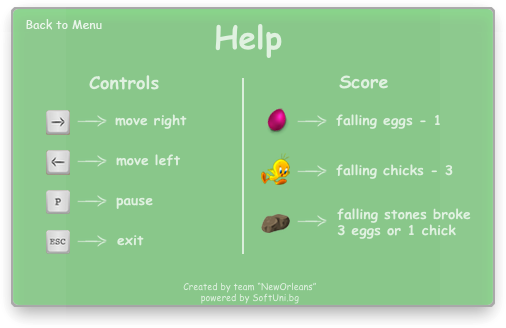 Back to Menu
Help
Controls
move right
move left
P
pause
ESC
exit
Score
falling eggs - 1
falling chicks - 3
falling stones broke
3 eggs or 1 chick
Created by team "NewOrleans"
powered by SoftUni.bg